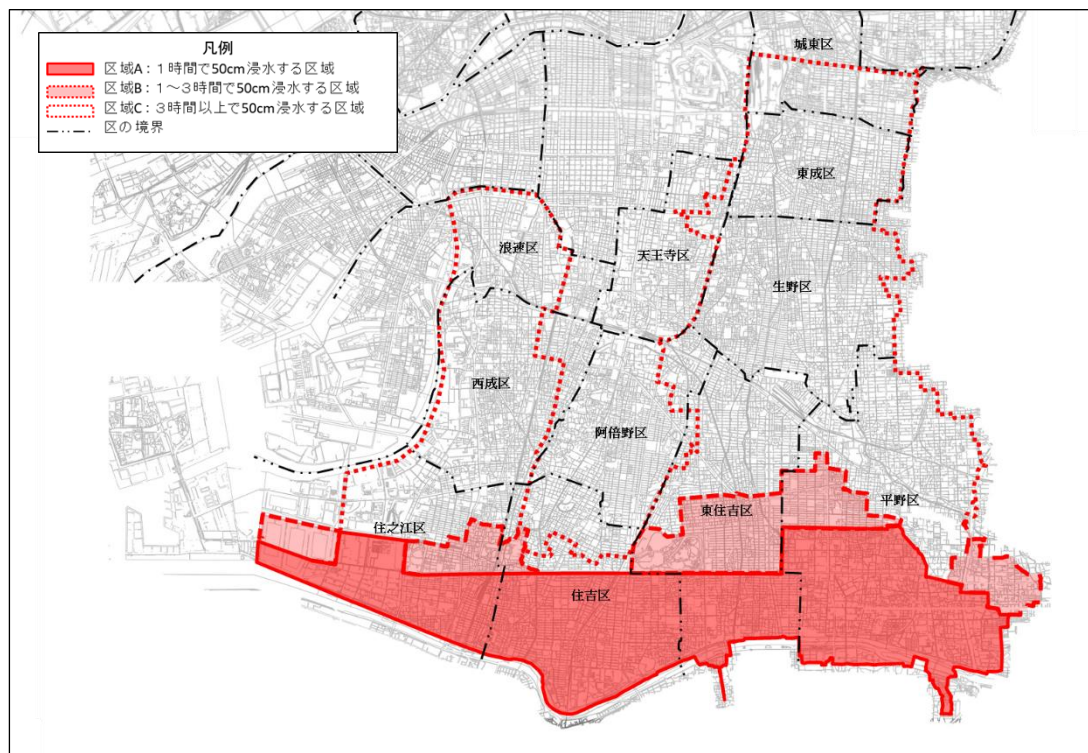 凡例
区域A：１時間で50cm浸水する区域
区域B：１～３時間で50cm浸水する区域
区域C：３時間以上で50cm浸水する区域
区の境界
城東区
東成区
浪速区
天王寺区
生野区
西成区
阿倍野区
平野区
東住吉区
住之江区
住吉区